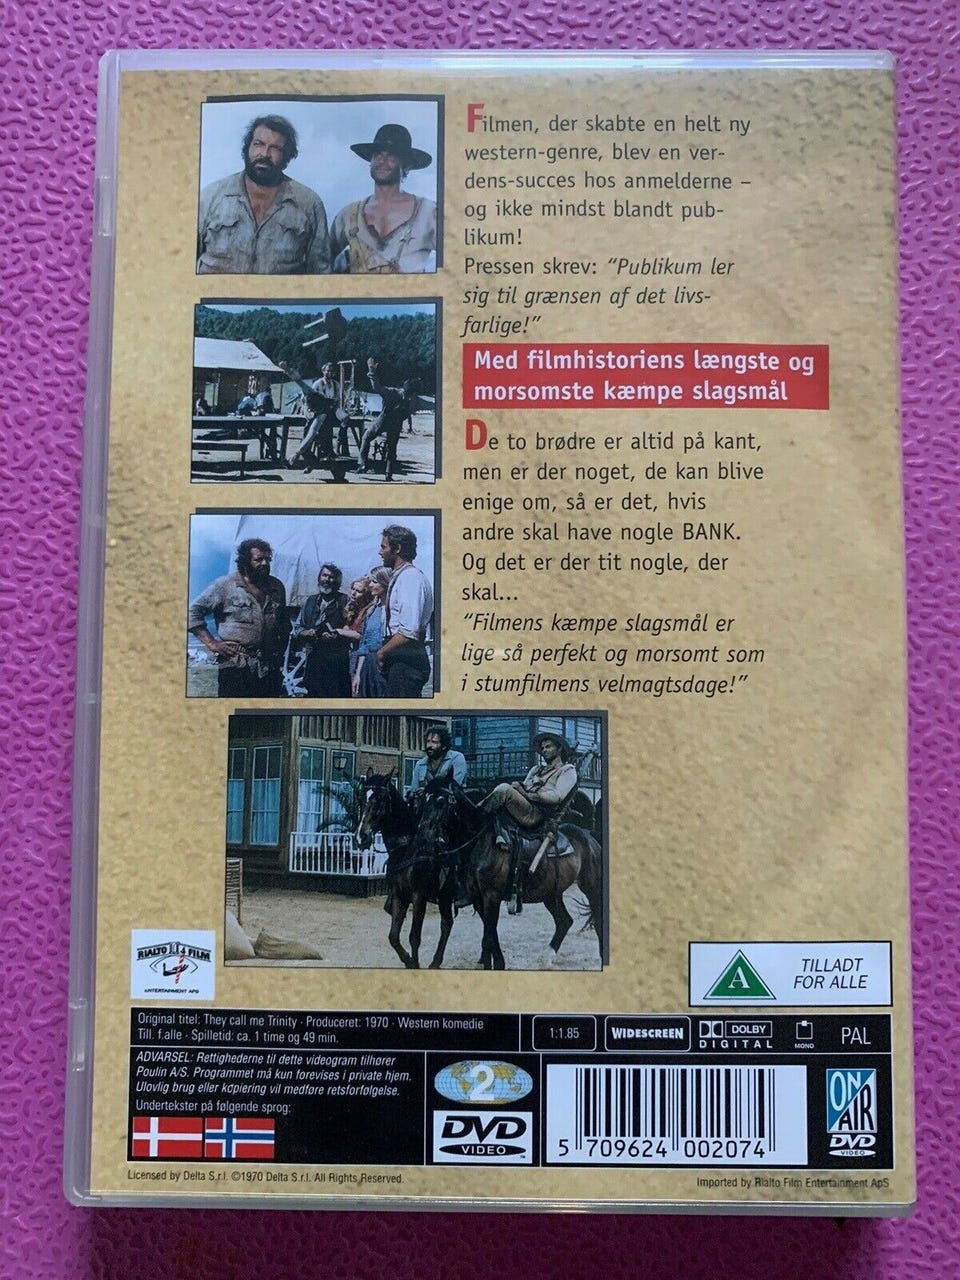 Filmen, der skabte en helt ny
western-genre, blev en ver-
dens-succes hos anmelderne –
og ikke mindst blandt pub-
likum!
Pressen skrev: "Publikum ler
sig til grænsen af det livs-
farlige!"
Med filmhistoriens længste og
morsomste kæmpe slagsmål
De to brødre er altid på kant,
men er der noget, de kan blive
enige om, så er det, hvis
andre skal have nogle BANK.
Og det er der tit nogle, der
skal...
"Filmens kæmpe slagsmål er
lige så perfekt og morsomt som
i stumfilmens velmagtsdage!"
RIALTO FILM
ENTERTAINMENT APS
A
TILLADT
FOR ALLE
Original titel: They call me Trinity · Produceret: 1970 · Western komedie
Till. f.alle · Spilletid: ca. 1 time og 49 min.
1:1.85
WIDESCREEN
DOLBY
DIGITAL
MONO
PAL
ADVARSEL: Rettighederne til dette videogram tilhører
Poulin A/S. Programmet må kun forevises i private hjem.
Ulovlig brug eller kopiering vil medføre retsforfølgelse.
Undertekster på følgende sprog:
2
DVD
VIDEO
TM
5 709624 002074
ON
AIR
DVD
VIDEO
Licensed by Delta S.r.l. ©1970 Delta S.r.l. All Rights Reserved.
Imported by Rialto Film Entertainment ApS